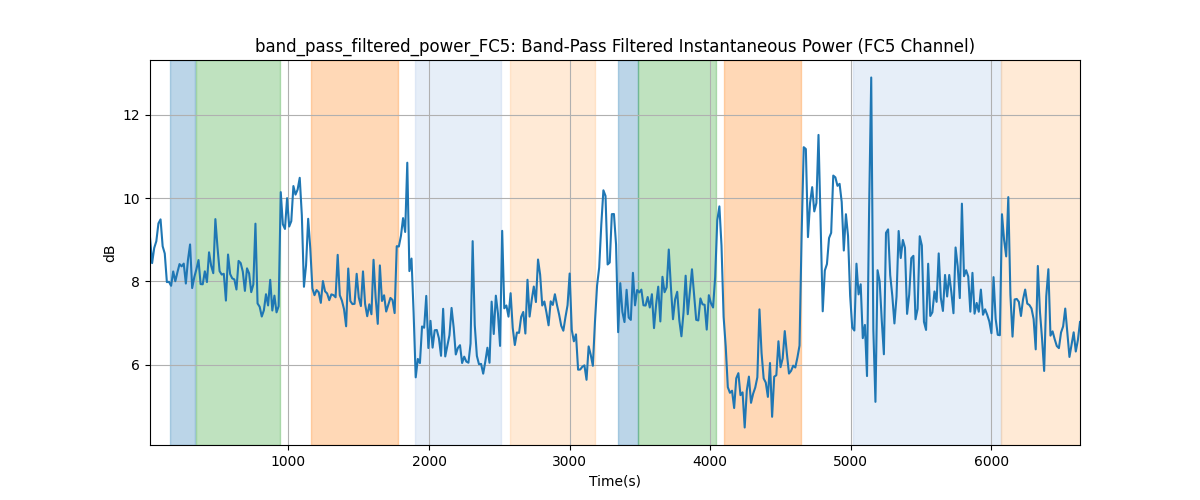 band_pass_filtered_power_FC5: Band-Pass Filtered Instantaneous Power (FC5 Channel)
12
10
8
6
dB
1000 2000 3000 4000 5000 6000
Time(s)